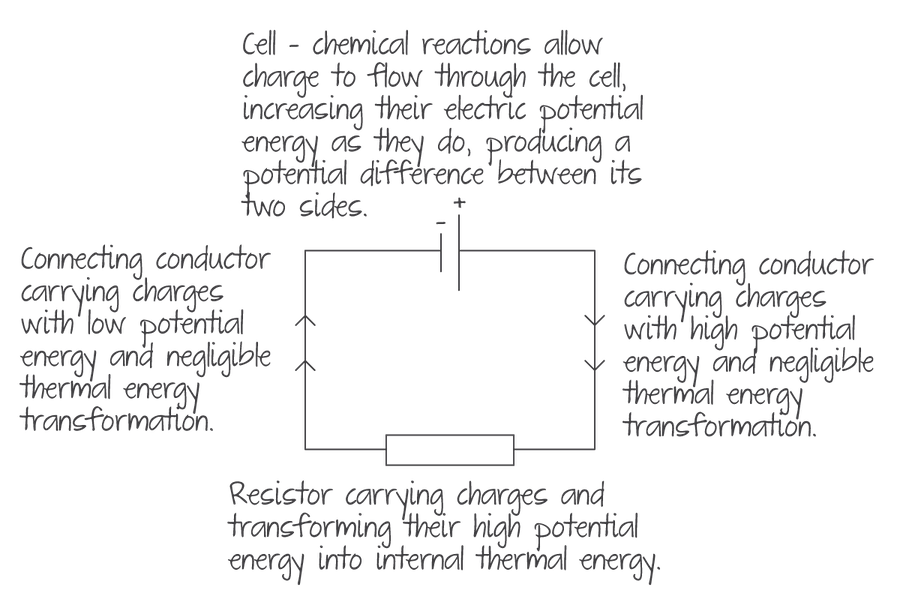 Cell - chemical reactions allow
charge to flow through the cell,
increasing their electric potential
energy as they do, producing a
potential difference between its
two sides.
- +
Connecting conductor
carrying charges
with low potential
energy and negligible
thermal energy
transformation.
Connecting conductor
carrying charges
with high potential
energy and negligible
thermal energy
transformation.
Resistor carrying charges and
transforming their high potential
energy into internal thermal energy.